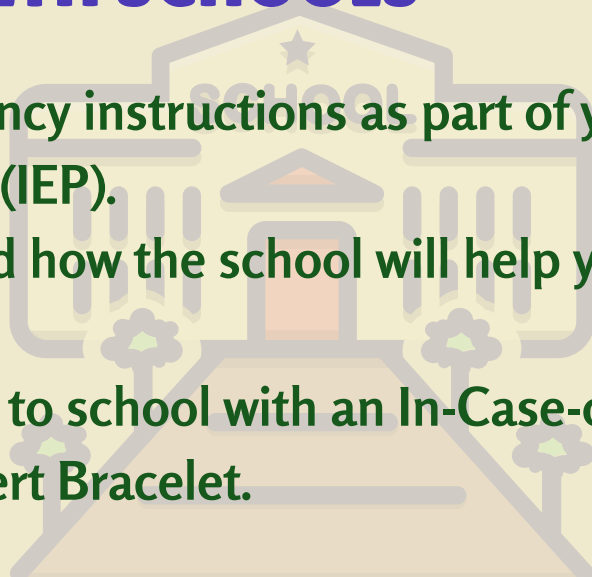 SCHOOLS
SCHOOL
ncy instructions as part of y
(IEP).
d how the school will help y
to school with an In-Case-o
ert Bracelet.